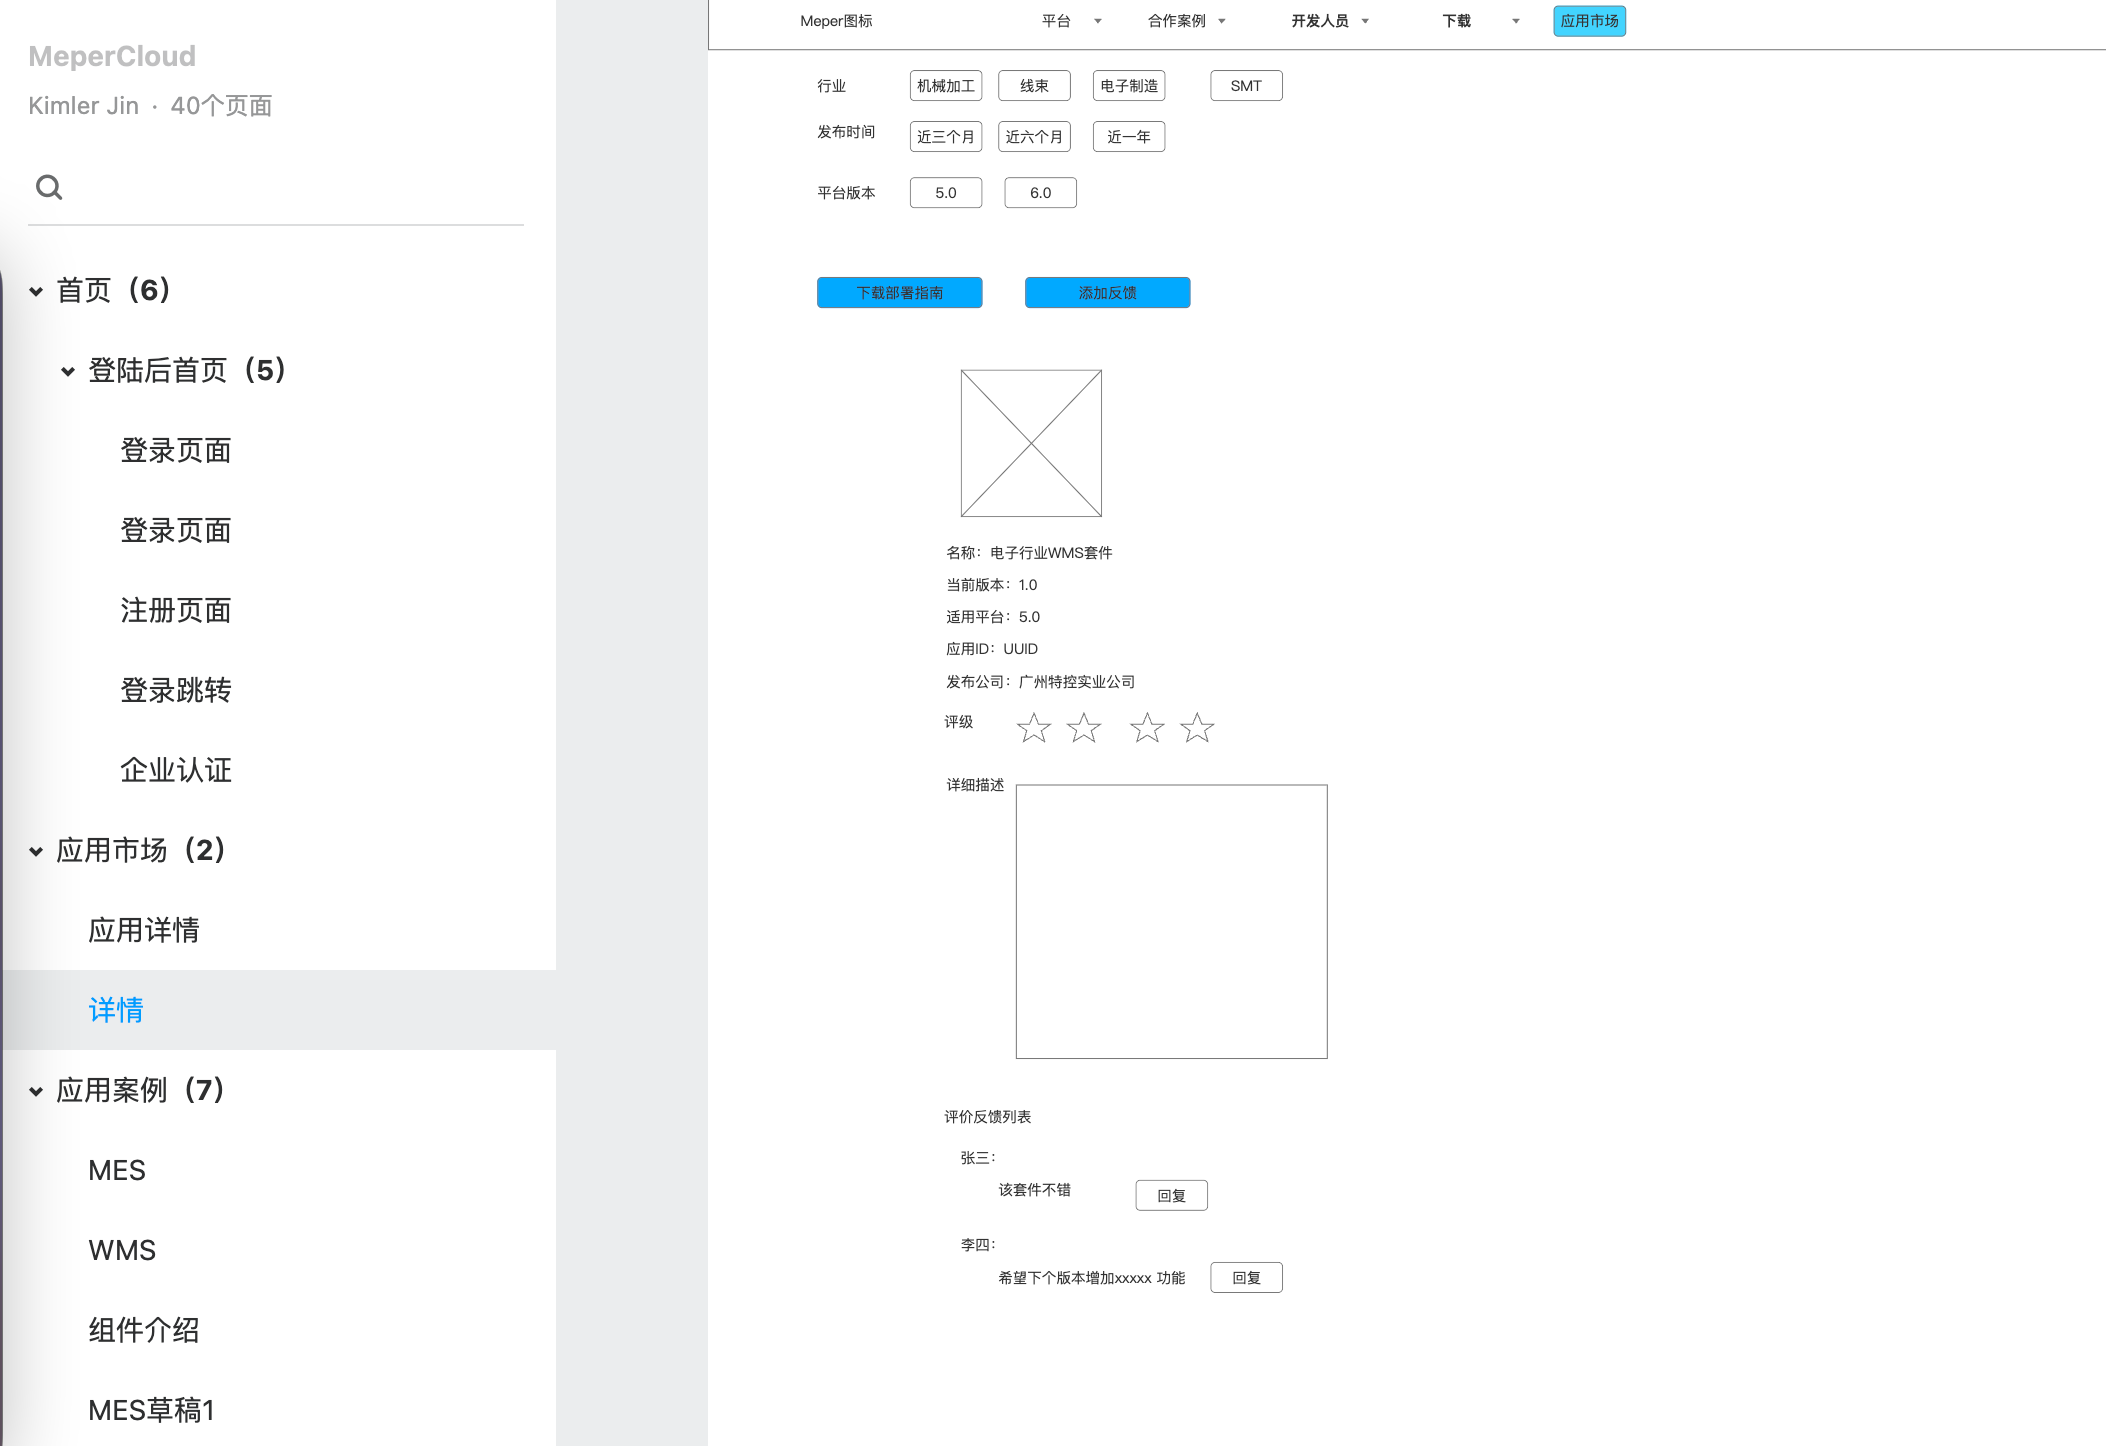 MeperCloud
Kimler Jin · 40个页面
首页（6）
登陆后首页（5）
登录页面
登录页面
注册页面
登录跳转
企业认证
应用市场（2）
应用详情
详情
应用案例（7）
MES
WMS
组件介绍
MES草稿1
Meper图标 平台 合作案例 开发人员 下载 应用市场
行业 机械加工 线束 电子制造 SMT
发布时间 近三个月 近六个月 近一年
平台版本 5.0 6.0
下载部署指南 添加反馈
名称：电子行业WMS套件
当前版本：1.0
适用平台：5.0
应用ID：UUID
发布公司：广州特控实业公司
评级
详细描述
评价反馈列表
张三：
该套件不错 回复
李四：
希望下个版本增加xxxxx 功能 回复